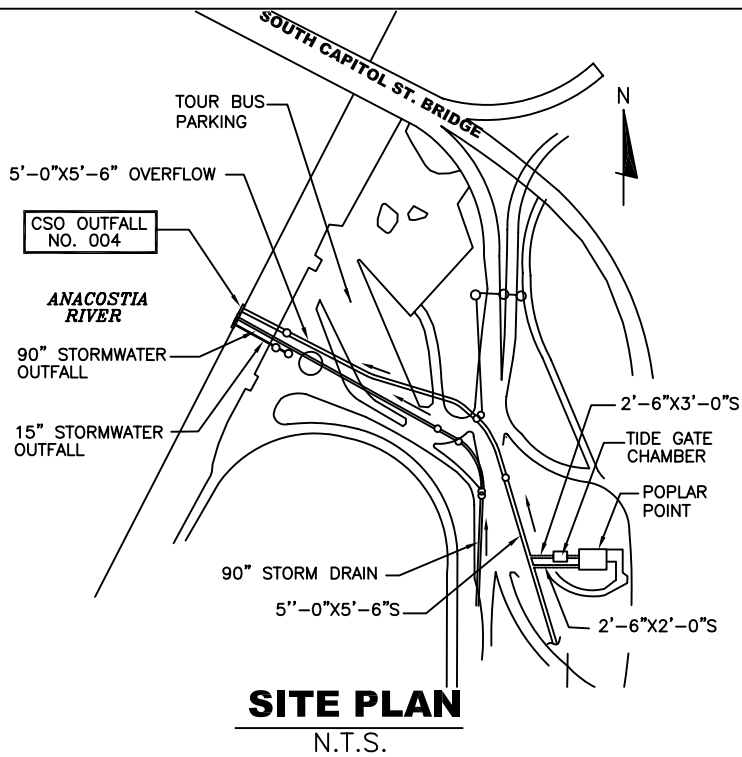 SOUTH CAPITOL ST. BRIDGE
TOUR BUS
PARKING
N
5'-0"X5'-6" OVERFLOW
CSO OUTFALL
NO. 004
ANACOSTIA
RIVER
90" STORMWATER
OUTFALL
15" STORMWATER
OUTFALL
2'-6"X3'-0"S
TIDE GATE
CHAMBER
POPLAR
POINT
90" STORM DRAIN
5''-0"X5'-6"S
2'-6"X2'-0"S
SITE PLAN
N.T.S.